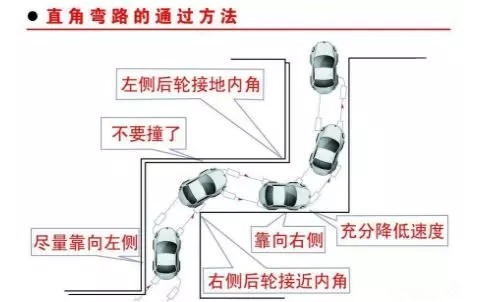 ● 直角弯路的通过方法
左侧后轮接地内角
不要撞了
尽量靠向左侧
靠向右侧
充分降低速度
右侧后轮接近内角